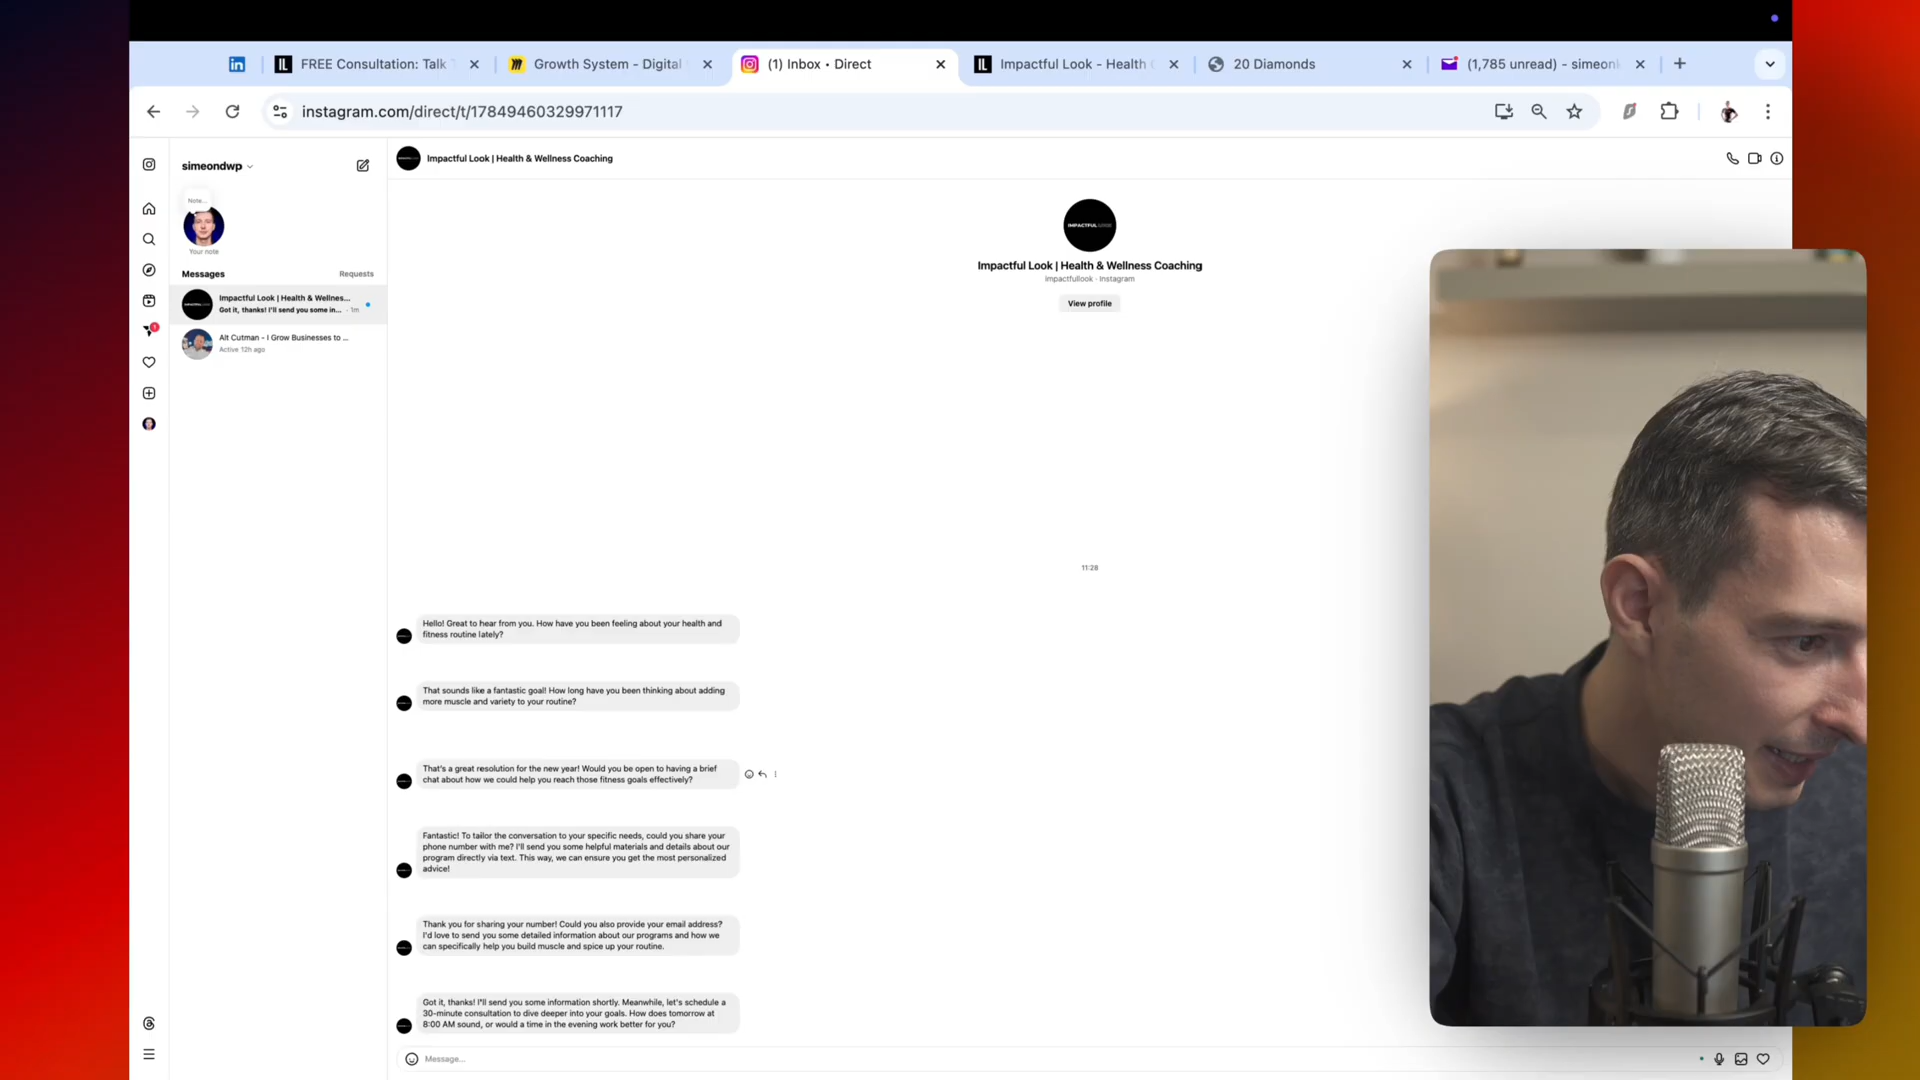 FREE Consultation: Talk
Growth System - Digital
(1) Inbox • Direct
Impactful Look - Health
20 Diamonds
(1,785 unread) - simeon
instagram.com/direct/t/17849460329971117
simeondwp
Note...
Your note
Messages
Requests
Impactful Look | Health & Wellnes...
Got it, thanks! I'll send you some in... · 1m
Alt Cutman - I Grow Businesses to ...
Active 12h ago
Impactful Look | Health & Wellness Coaching
IMPACTFUL LOOK
Impactful Look | Health & Wellness Coaching
impactfullook · Instagram
View profile
11:28
Hello! Great to hear from you. How have you been feeling about your health and
fitness routine lately?
That sounds like a fantastic goal! How long have you been thinking about adding
more muscle and variety to your routine?
That's a great resolution for the new year! Would you be open to having a brief
chat about how we could help you reach those fitness goals effectively?
Fantastic! To tailor the conversation to your specific needs, could you share your
phone number with me? I'll send you some helpful materials and details about our
program directly via text. This way, we can ensure you get the most personalized
advice!
Thank you for sharing your number! Could you also provide your email address?
I'd love to send you some detailed information about our programs and how we
can specifically help you build muscle and spice up your routine.
Got it, thanks! I'll send you some information shortly. Meanwhile, let's schedule a
30-minute consultation to dive deeper into your goals. How does tomorrow at
8:00 AM sound, or would a time in the evening work better for you?
Message...